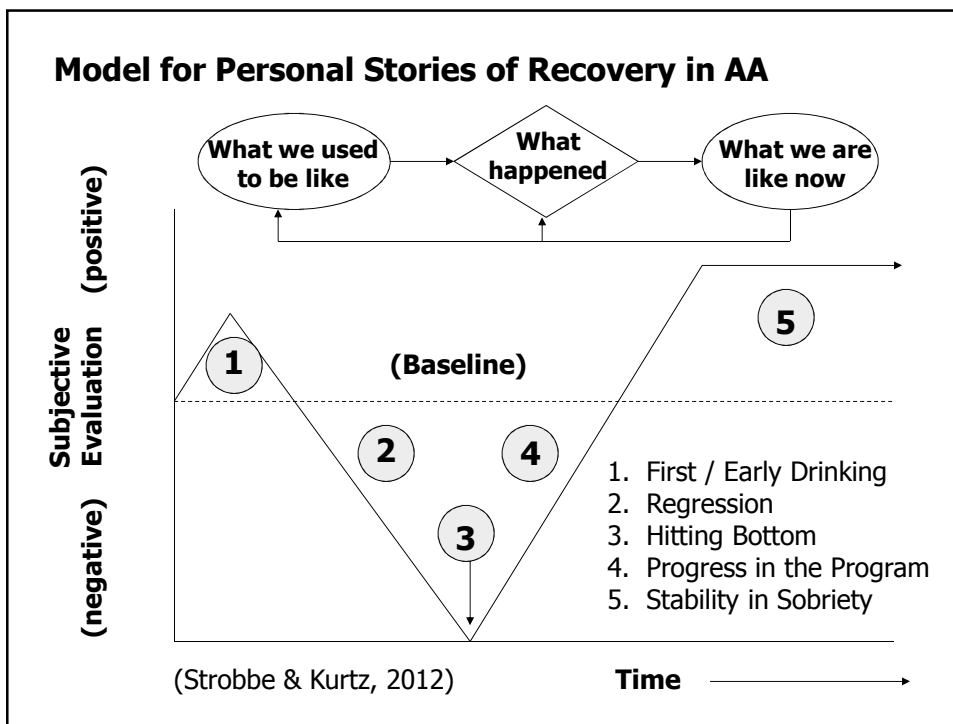 Model for Personal Stories of Recovery in AA
What we used
to be like
What
happened
What we are
like now
(positive)
Subjective
Evaluation
(negative)
1
2
3
4
5
(Baseline)
1. First / Early Drinking
2. Regression
3. Hitting Bottom
4. Progress in the Program
5. Stability in Sobriety
(Strobbe & Kurtz, 2012)
Time